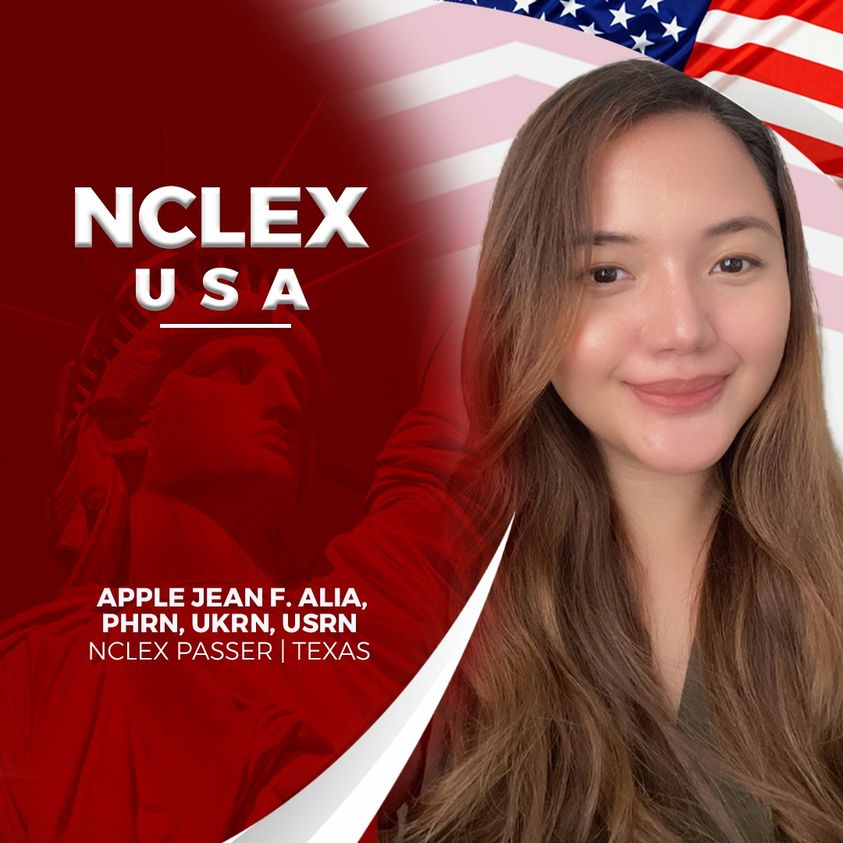 NCLEX
USA
APPLE JEAN F. ALIA,
PHRN, UKRN, USRN
NCLEX PASSER | TEXAS